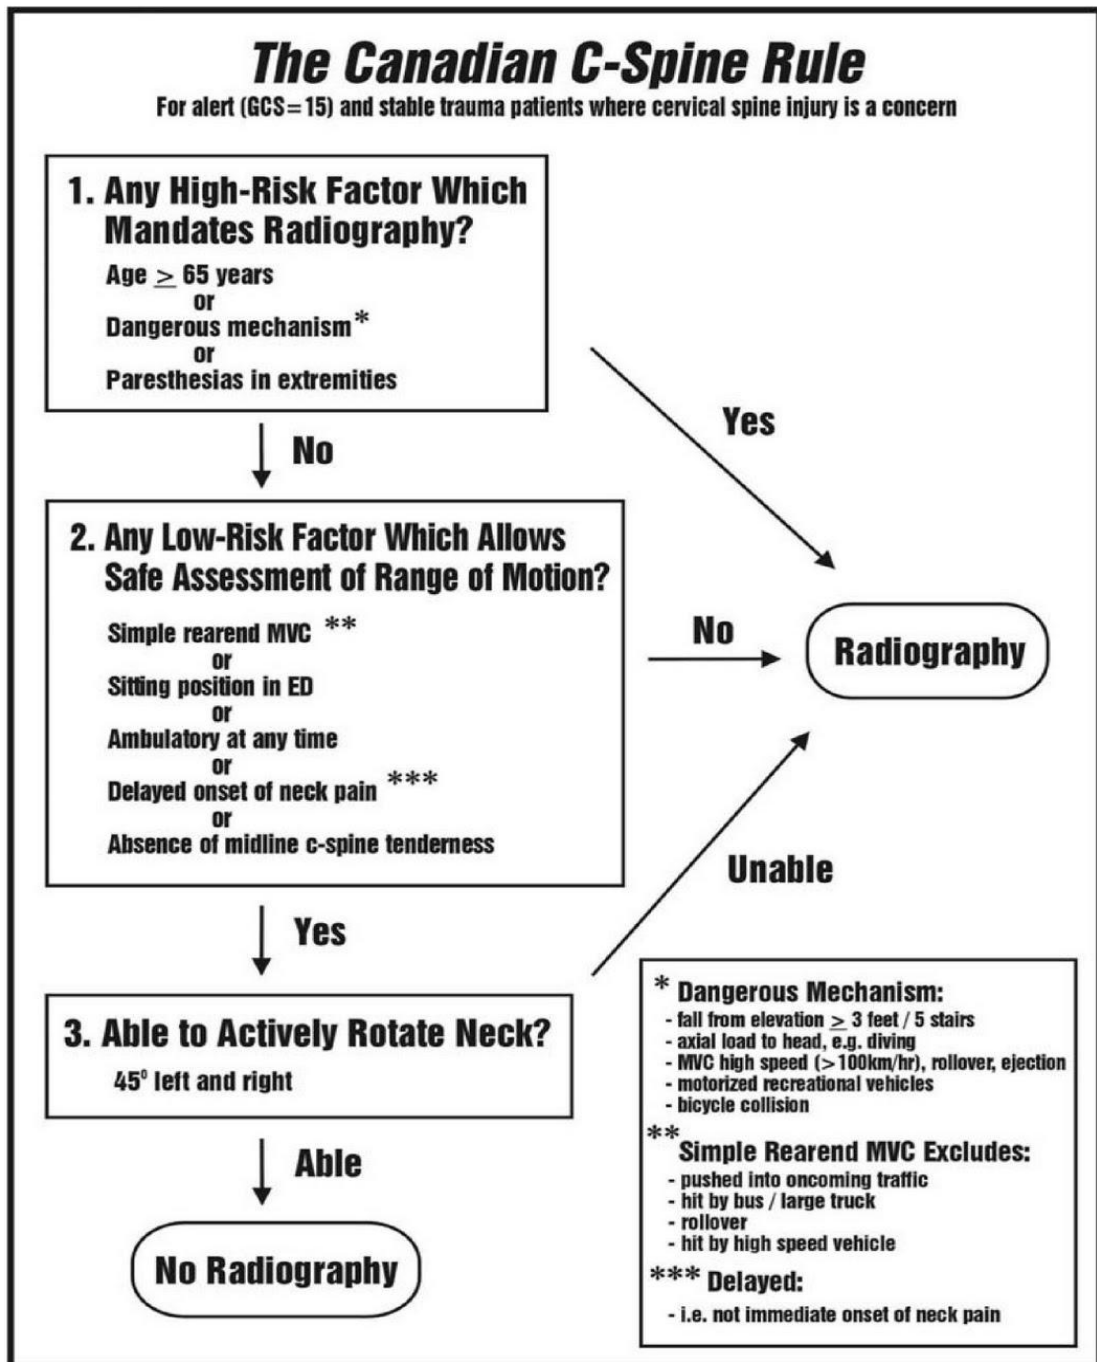 The Canadian C-Spine Rule
For alert (GCS=15) and stable trauma patients where cervical spine injury is a concern
1. Any High-Risk Factor Which
Mandates Radiography?
Age ≥ 65 years
or
Dangerous mechanism*
or
Paresthesias in extremities
Yes
No
2. Any Low-Risk Factor Which Allows
Safe Assessment of Range of Motion?
Simple rearend MVC **
or
Sitting position in ED
or
Ambulatory at any time
or
Delayed onset of neck pain ***
or
Absence of midline c-spine tenderness
No
Radiography
Unable
Yes
3. Able to Actively Rotate Neck?
45° left and right
Able
No Radiography
* Dangerous Mechanism:
- fall from elevation ≥ 3 feet / 5 stairs
- axial load to head, e.g. diving
- MVC high speed (>100km/hr), rollover, ejection
- motorized recreational vehicles
- bicycle collision
** Simple Rearend MVC Excludes:
- pushed into oncoming traffic
- hit by bus / large truck
- rollover
- hit by high speed vehicle
*** Delayed:
- i.e. not immediate onset of neck pain